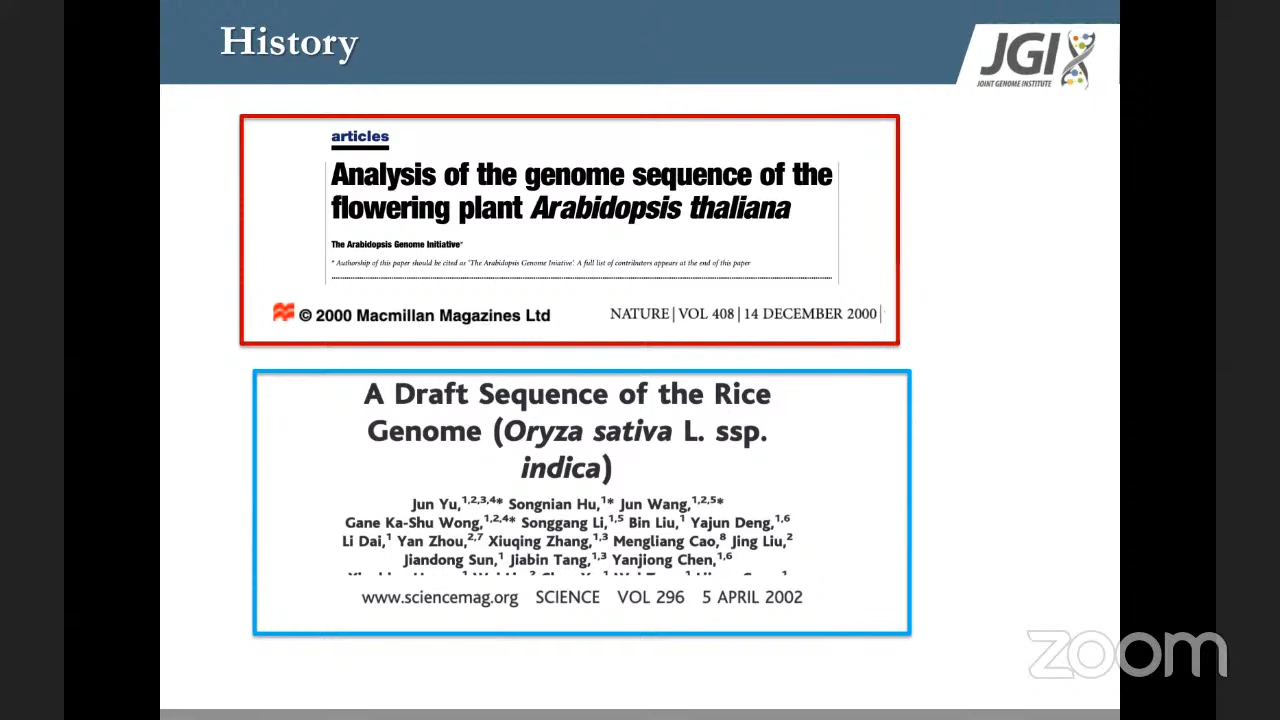 History
JGI
JOINT GENOME INSTITUTE
articles
Analysis of the genome sequence of the
flowering plant Arabidopsis thaliana
The Arabidopsis Genome Initiative*
* Authorship of this paper should be cited as 'The Arabidopsis Genome Iniative'. A full list of contributors appears at the end of this paper
© 2000 Macmillan Magazines Ltd
NATURE | VOL 408 | 14 DECEMBER 2000 |
A Draft Sequence of the Rice
Genome (Oryza sativa L. ssp.
indica)
Jun Yu,1,2,3,4* Songnian Hu,1* Jun Wang,1,2,5*
Gane Ka-Shu Wong,1,2,4* Songgang Li,1,5 Bin Liu,1 Yajun Deng,1,6
Li Dai,1 Yan Zhou,2,7 Xiuqing Zhang,1,3 Mengliang Cao,8 Jing Liu,2
Jiandong Sun,1 Jiabin Tang,1,3 Yanjiong Chen,1,6
www.sciencemag.org SCIENCE VOL 296 5 APRIL 2002
zoom